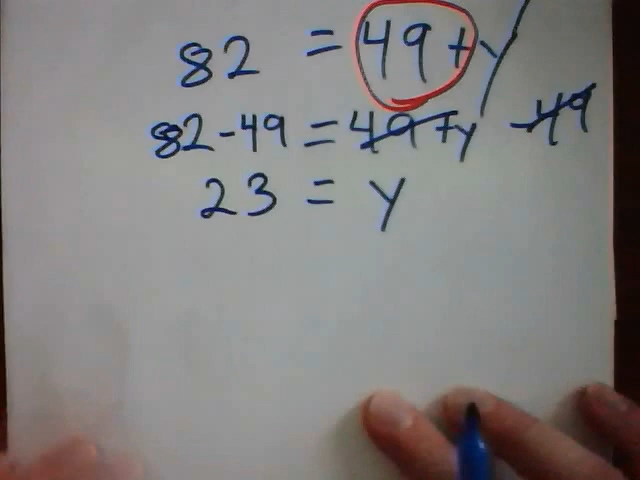 82 = 49 + y
82 - 49 = 49 + y - 49
23 = y